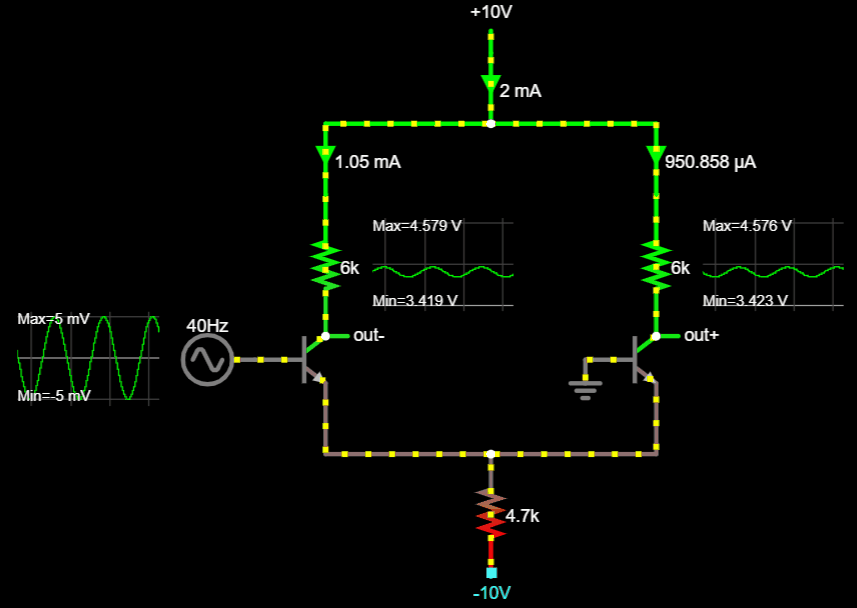 +10V
2 mA
1.05 mA
950.858 μA
Max=4.579 V
Max=4.576 V
6k
6k
Min=3.419 V
Min=3.423 V
Max=5 mV
40Hz
out-
out+
Min=-5 mV
4.7k
-10V